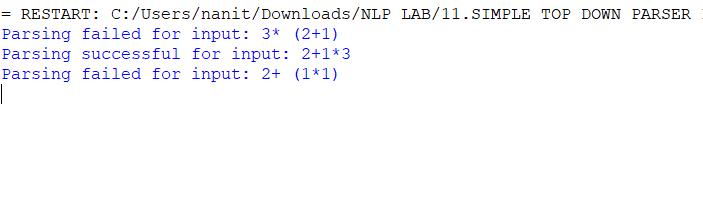 = RESTART: C:/Users/nanit/Downloads/NLP LAB/11.SIMPLE TOP DOWN PARSER
Parsing failed for input: 3* (2+1)
Parsing successful for input: 2+1*3
Parsing failed for input: 2+ (1*1)